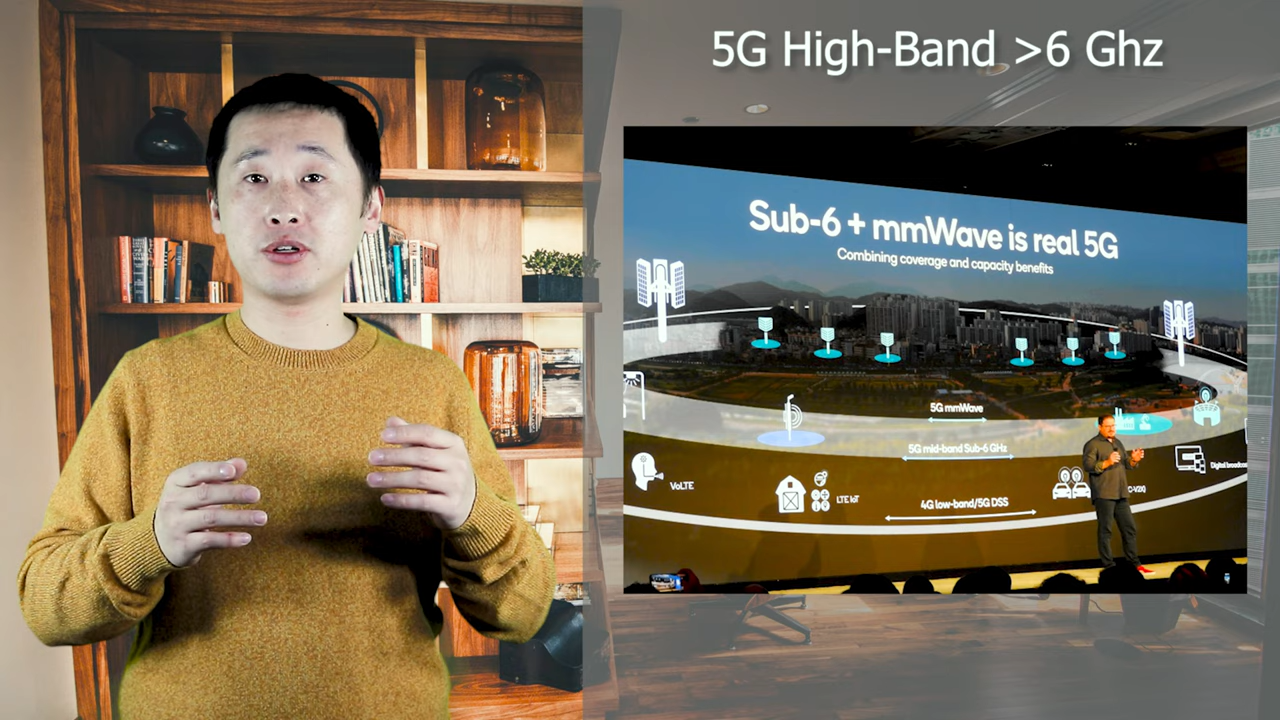 5G High-Band >6 Ghz
Sub-6 + mmWave is real 5G
Combining coverage and capacity benefits
5G mmWave
5G mid-band Sub-6 GHz
VoLTE
LTE IoT
4G low-band/5G DSS
Digital